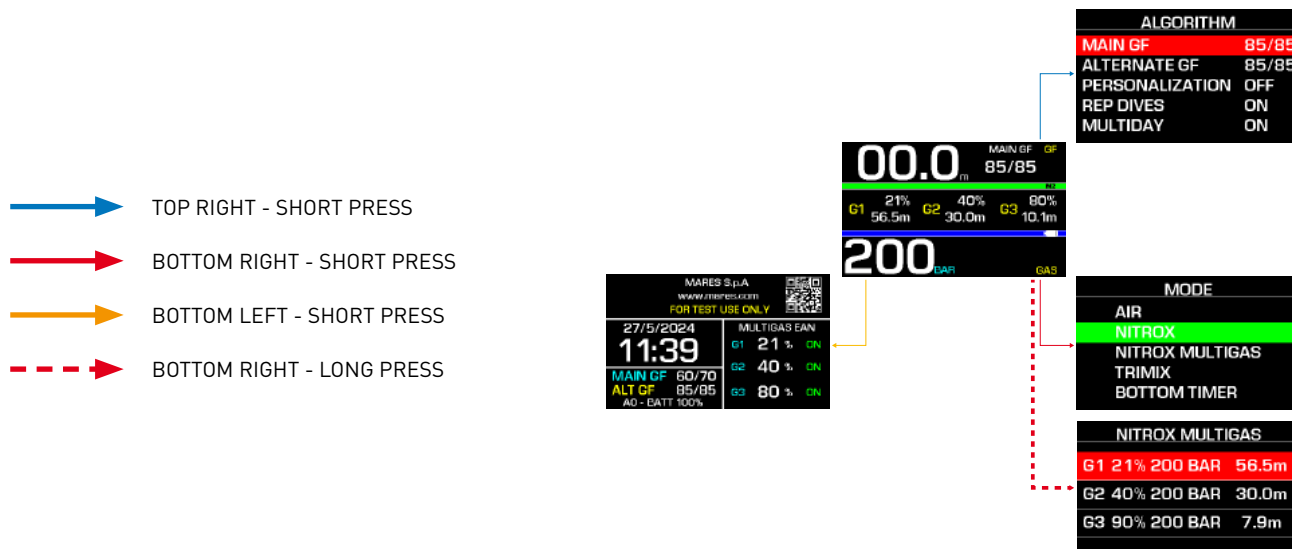 TOP RIGHT - SHORT PRESS
BOTTOM RIGHT - SHORT PRESS
BOTTOM LEFT - SHORT PRESS
BOTTOM RIGHT - LONG PRESS
MARES S.p.A
www.mares.com
FOR TEST USE ONLY
27/5/2024
11:39
MAIN GF 60/70
ALT GF 85/85
A0 - BATT 100%
MULTIGAS EAN
G1 21 % ON
G2 40 % ON
G3 80 % ON
MAIN GF GF
00.0 m 85/85
N2
G1 21% 56.5m G2 40% 30.0m G3 80% 10.1m
200 BAR GAS
ALGORITHM
MAIN GF 85/85
ALTERNATE GF 85/85
PERSONALIZATION OFF
REP DIVES ON
MULTIDAY ON
MODE
AIR
NITROX
NITROX MULTIGAS
TRIMIX
BOTTOM TIMER
NITROX MULTIGAS
G1 21% 200 BAR 56.5m
G2 40% 200 BAR 30.0m
G3 90% 200 BAR 7.9m